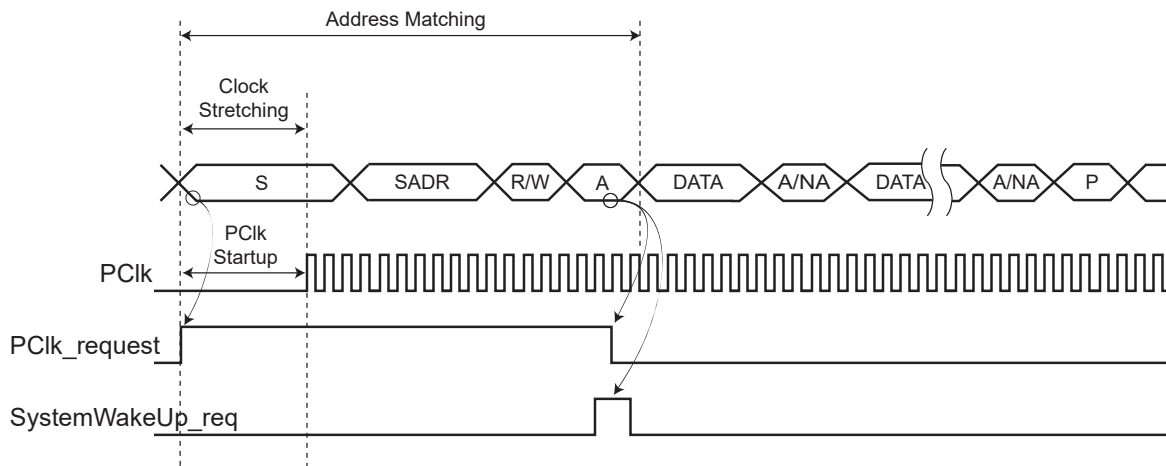 Address Matching
Clock
Stretching
S
SADR
R/W
A
DATA
A/NA
DATA
A/NA
P
PClk
Startup
PClk
PClk_request
SystemWakeUp_req